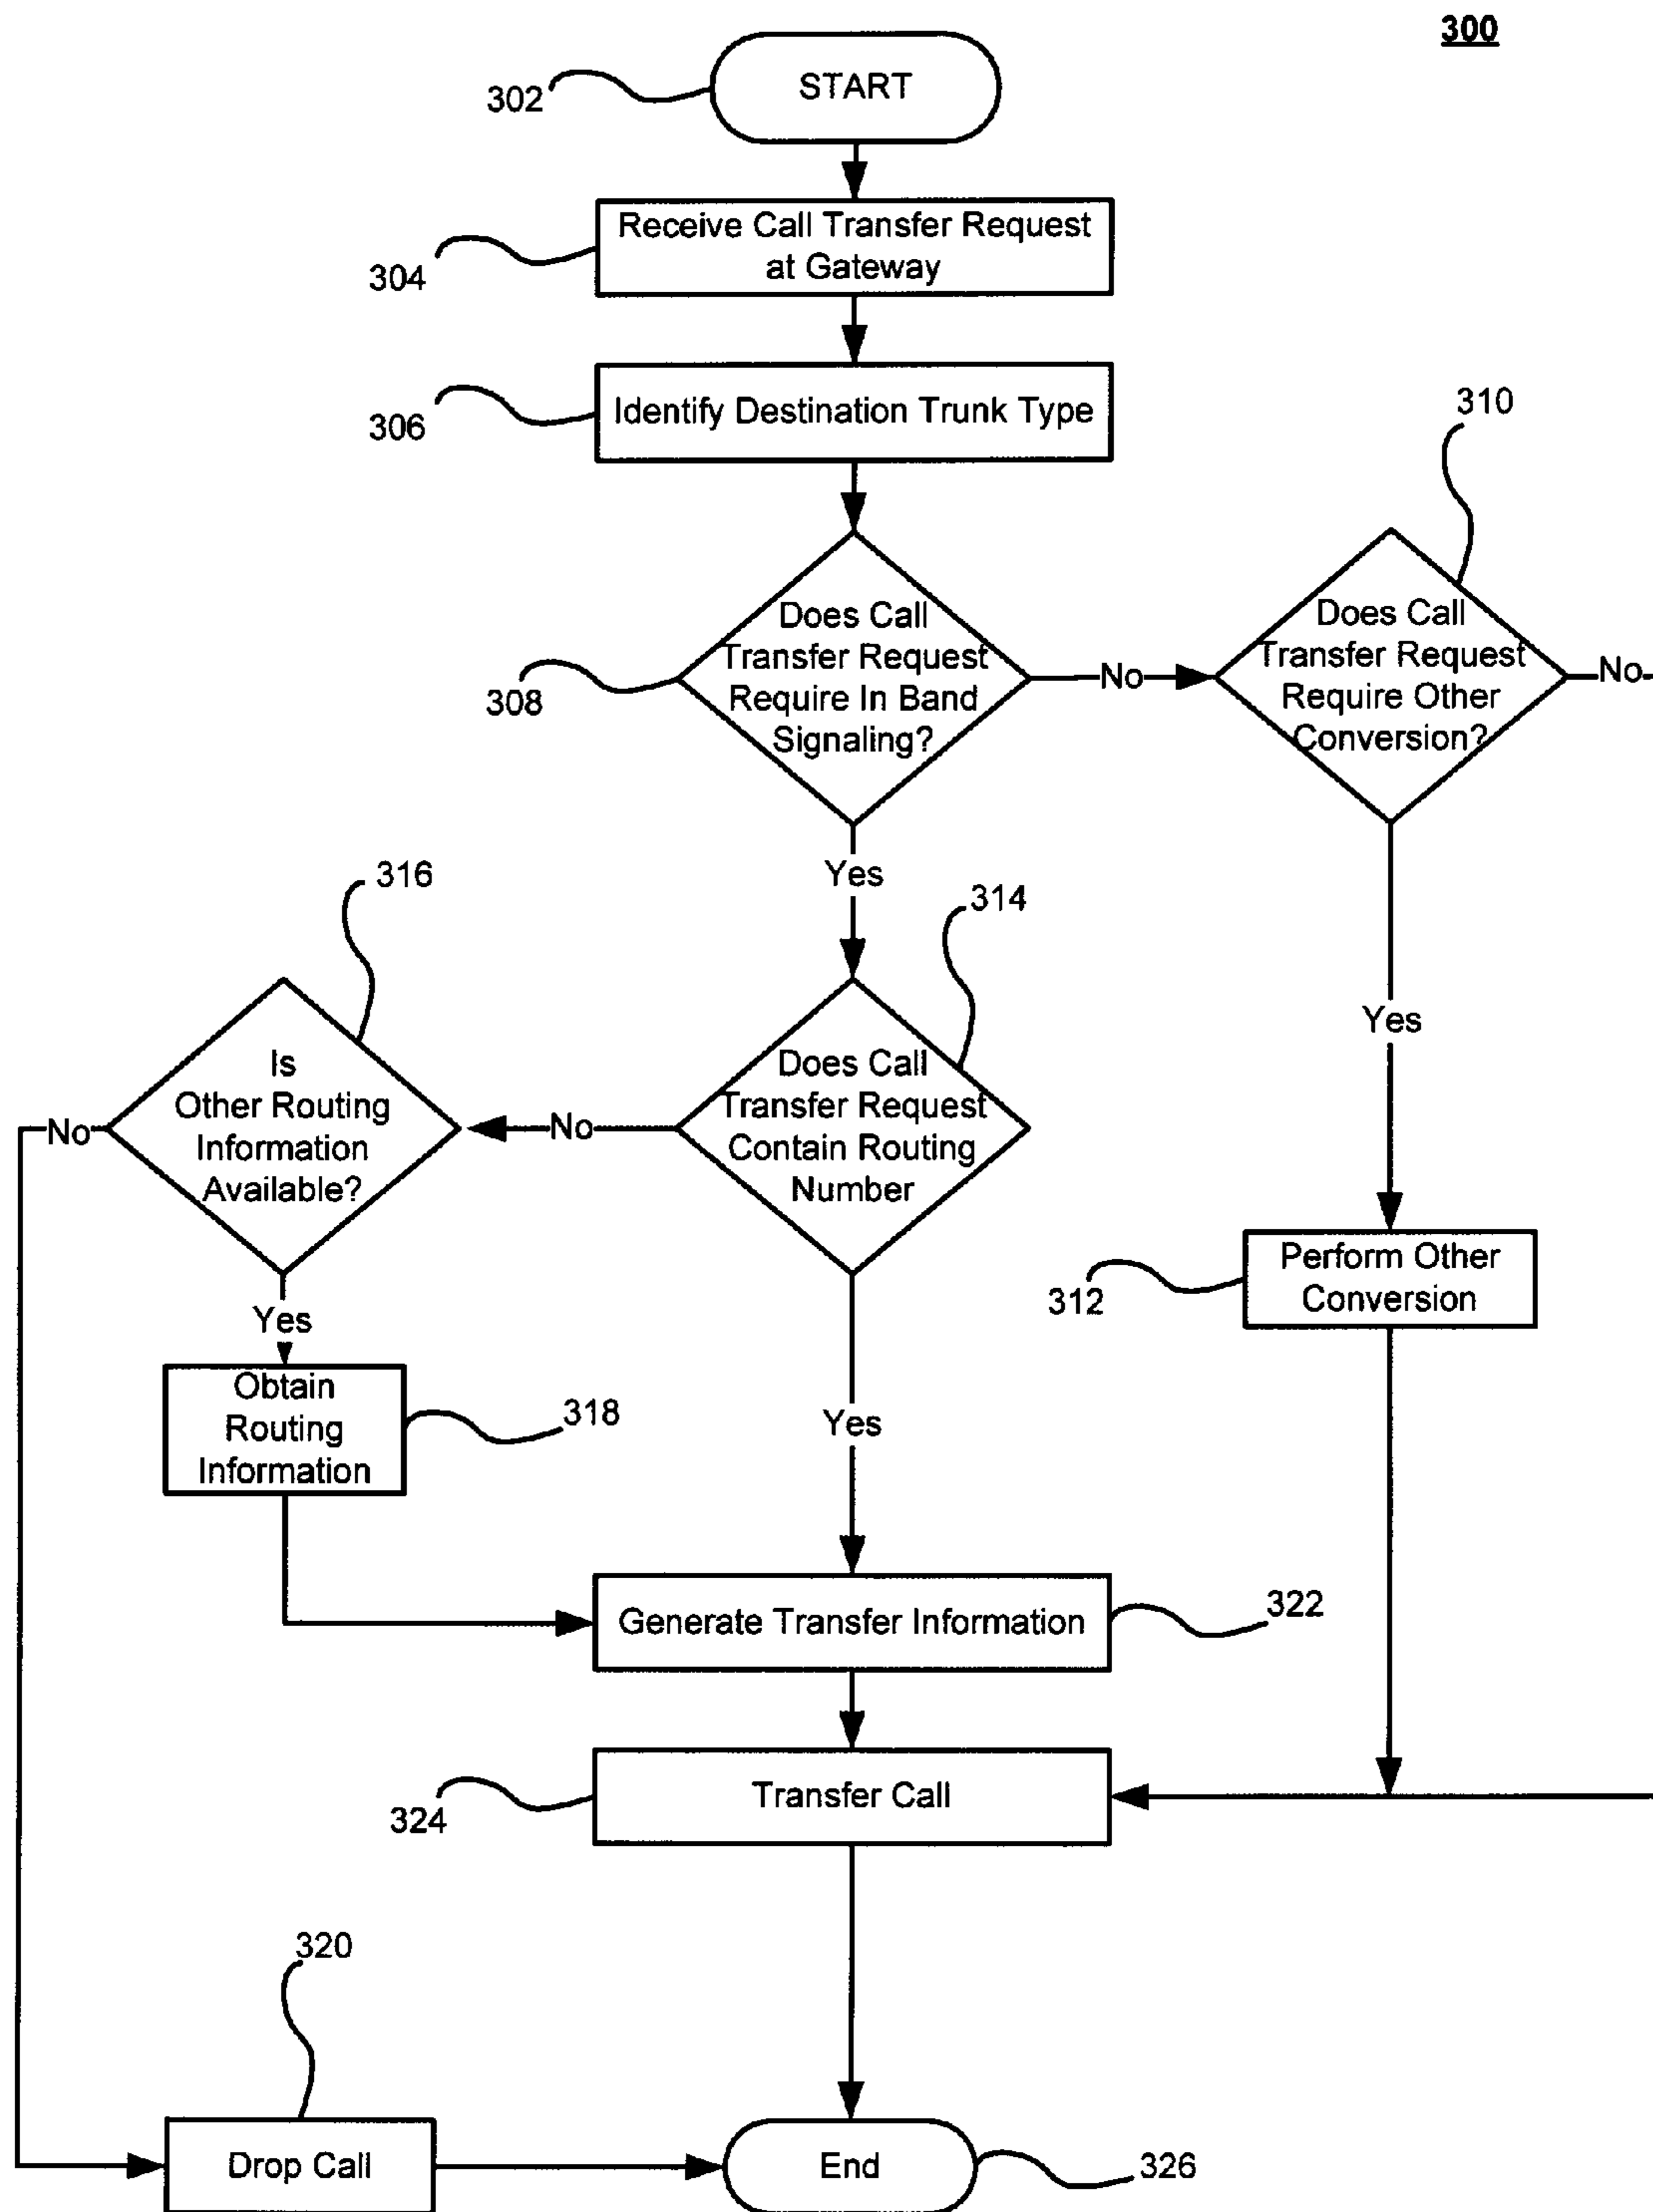 300
START
302
Receive Call Transfer Request
at Gateway
304
Identify Destination Trunk Type
306
310
Does Call
Transfer Request
Require In Band
Signaling?
308
No
Does Call
Transfer Request
Require Other
Conversion?
No
Yes
316
314
Yes
Is
Other Routing
Information
Available?
No
No
Does Call
Transfer Request
Contain Routing
Number
Perform Other
Conversion
312
Yes
Obtain
Routing
Information
318
Yes
Generate Transfer Information
322
Transfer Call
324
320
Drop Call
End
326